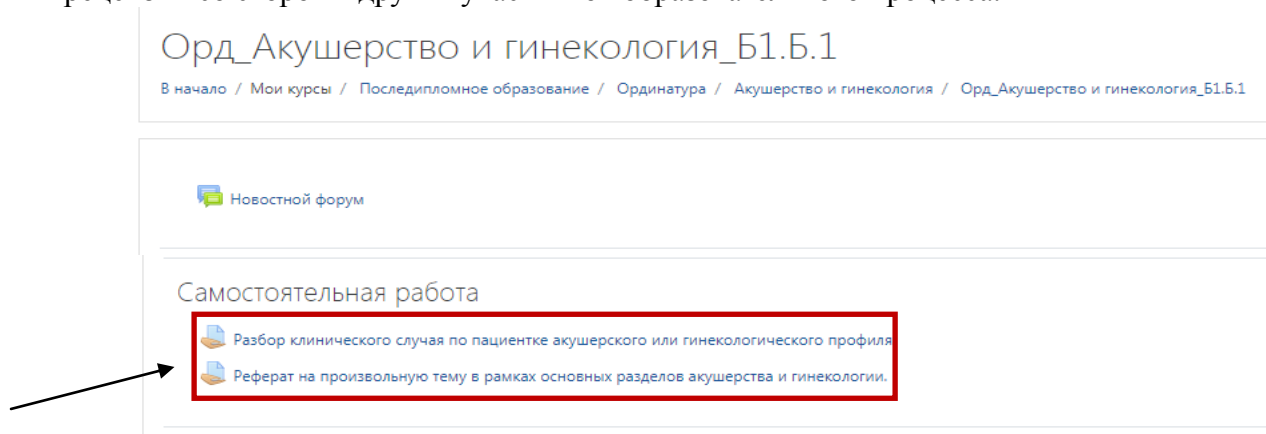 Орд_Акушерство и гинекология_Б1.Б.1
В начало / Мои курсы / Последипломное образование / Ординатура / Акушерство и гинекология / Орд_Акушерство и гинекология_Б1.Б.1
Новостной форум
Самостоятельная работа
Разбор клинического случая по пациентке акушерского или гинекологического профиля
Реферат на произвольную тему в рамках основных разделов акушерства и гинекологии.